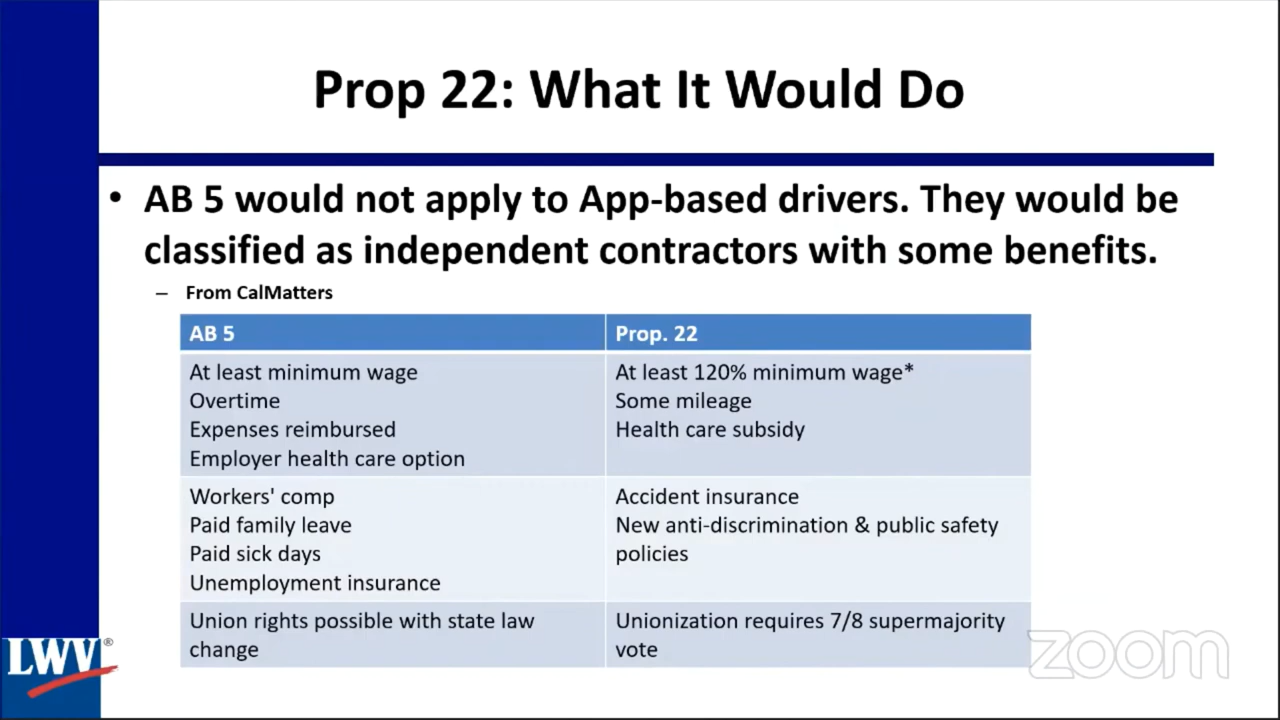 Prop 22: What It Would Do
• AB 5 would not apply to App-based drivers. They would be
classified as independent contractors with some benefits.
– From CalMatters
AB 5
Prop. 22
At least minimum wage
Overtime
Expenses reimbursed
Employer health care option
At least 120% minimum wage*
Some mileage
Health care subsidy
Workers' comp
Paid family leave
Paid sick days
Unemployment insurance
Accident insurance
New anti-discrimination & public safety
policies
Union rights possible with state law
change
Unionization requires 7/8 supermajority
vote
LWV®
zoom